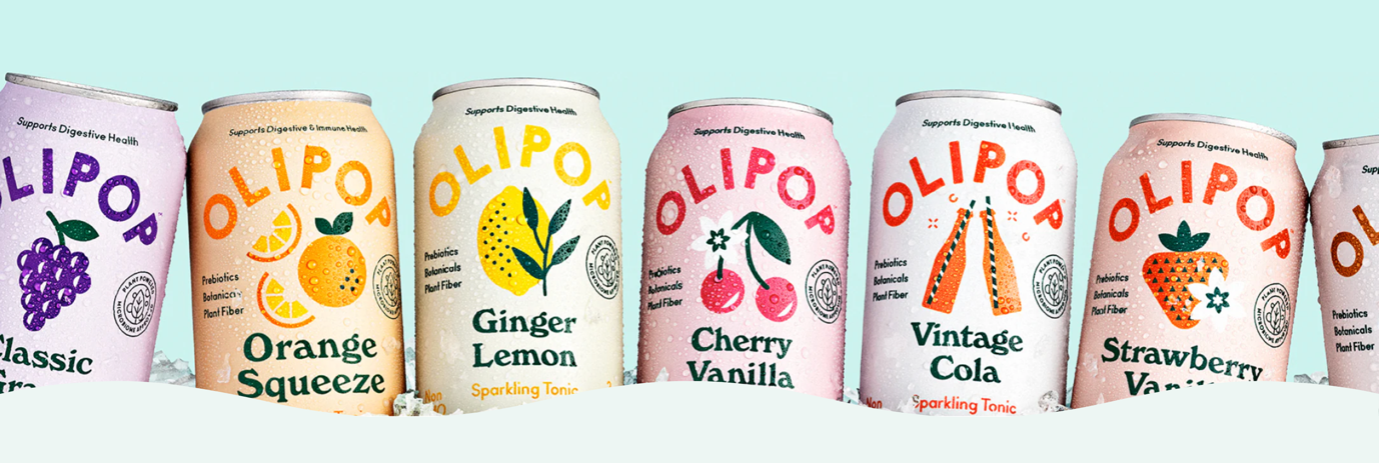 Supports Digestive Health
OLIPOP
Classic
Supports Digestive & Immune Health
OLIPOP
Prebiotics
Botanicals
Plant Fiber
Orange
Squeeze
Supports Digestive Health
OLIPOP
Prebiotics
Botanicals
Plant Fiber
Ginger
Lemon
Sparkling Tonic
Supports Digestive Health
OLIPOP
Prebiotics
Botanicals
Plant Fiber
Cherry
Vanilla
Supports Digestive Health
OLIPOP
Prebiotics
Botanicals
Plant Fiber
Vintage
Cola
Non
Sparkling Tonic
Supports Digestive Health
OLIPOP
Prebiotics
Botanicals
Plant Fiber
Strawberry
Prebiotics
Botanicals
Plant Fiber